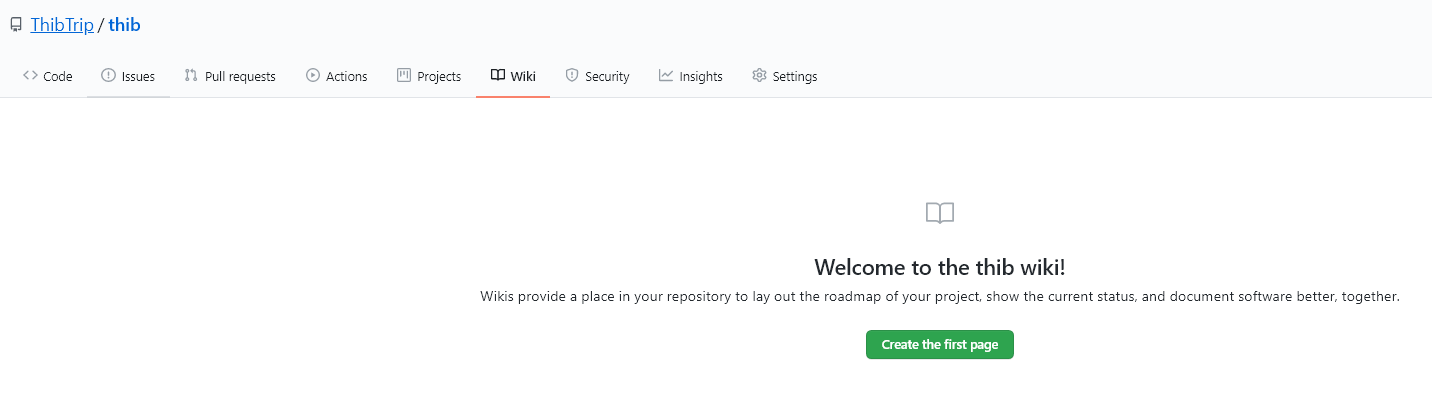 ThibTrip / thib
Code Issues Pull requests Actions Projects Wiki Security Insights Settings
Welcome to the thib wiki!
Wikis provide a place in your repository to lay out the roadmap of your project, show the current status, and document software better, together.
Create the first page